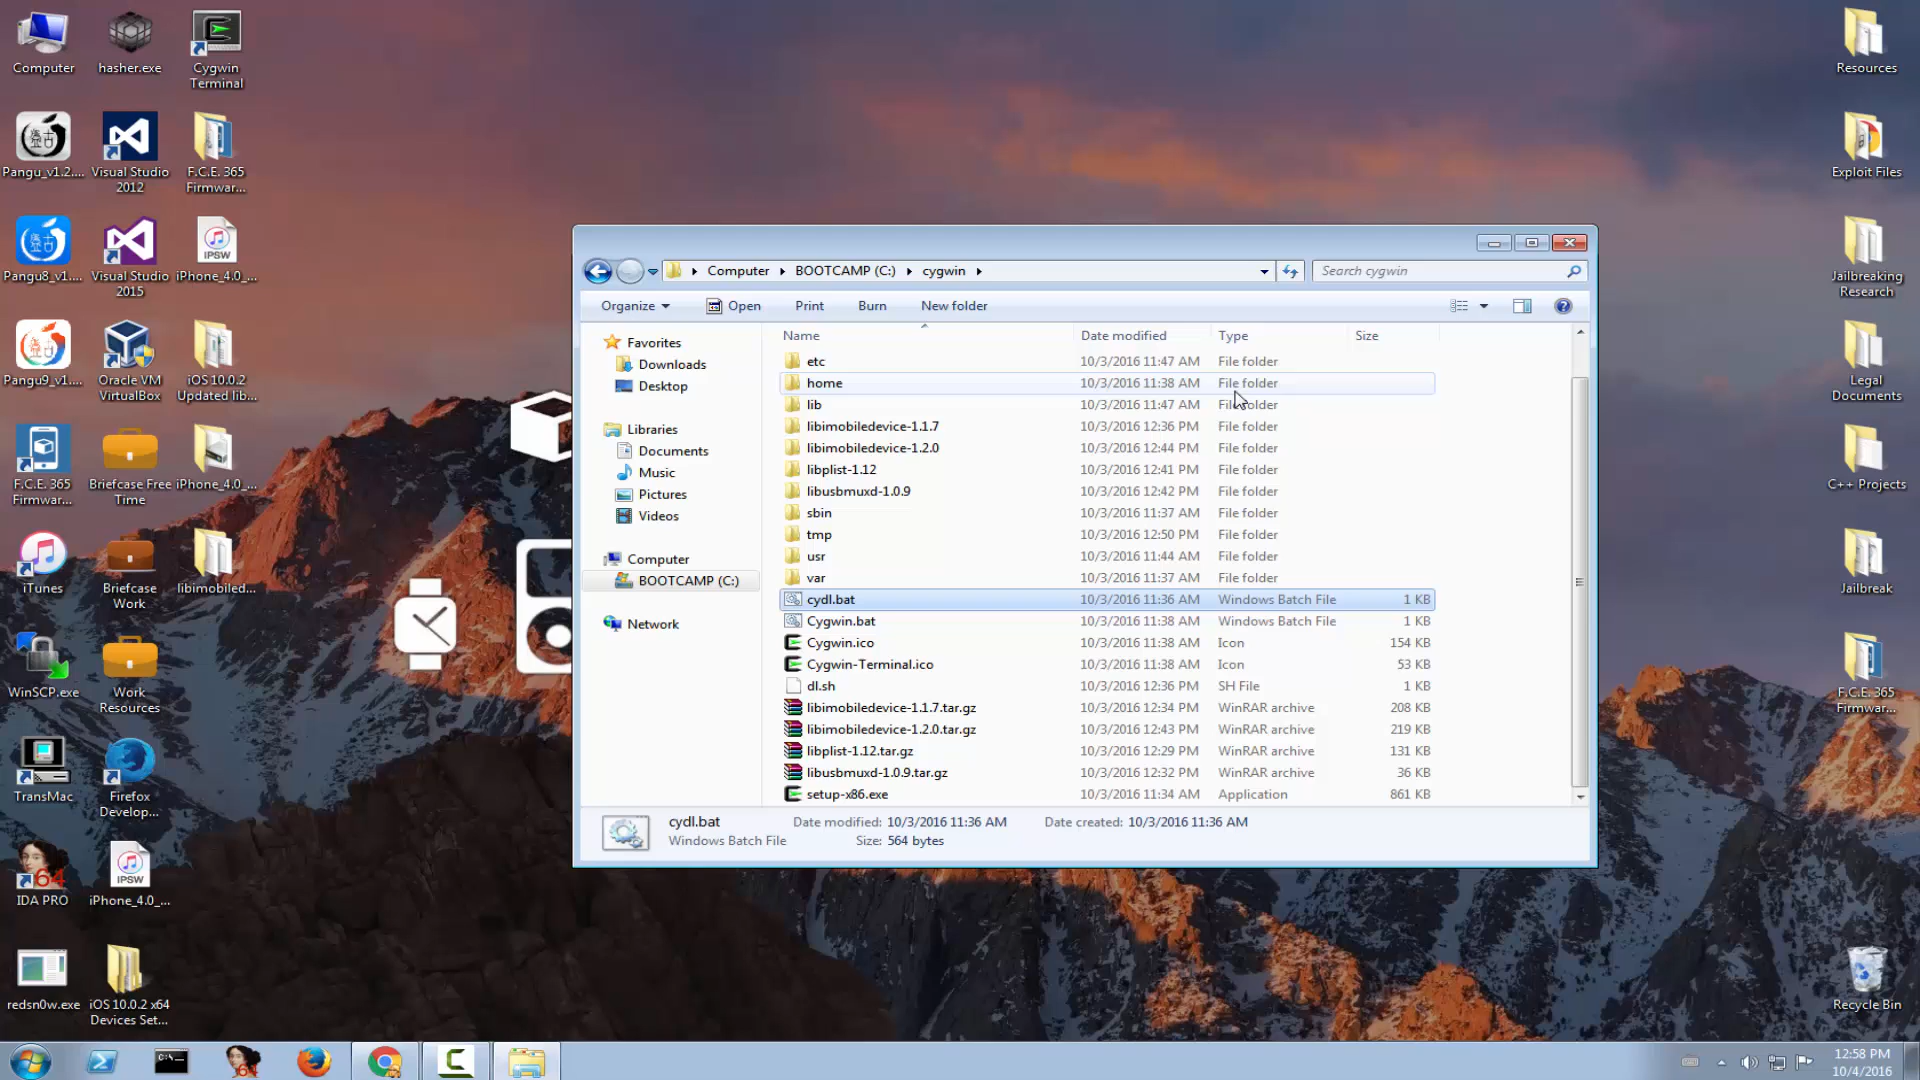 Computer
hasher.exe
Cygwin
Terminal
Pangu_v1.2....
Visual Studio
2012
F.C.E. 365
Firmwar...
Pangu8_v1....
Visual Studio
2015
IPSW
iPhone_4.0_...
Pangu9_v1....
Oracle VM
VirtualBox
iOS 10.0.2
Updated lib...
F.C.E. 365
Firmwar...
Briefcase Free
Time
iPhone_4.0_...
iTunes
Briefcase
Work
libimobiled...
WinSCP.exe
Work
Resources
TransMac
Firefox
Develop...
64
IDA PRO
IPSW
iPhone_4.0_...
redsn0w.exe
iOS 10.0.2 x64
Devices Set...
Computer BOOTCAMP (C:) cygwin
Search cygwin
Organize Open Print Burn New folder
Favorites
Downloads
Desktop
Libraries
Documents
Music
Pictures
Videos
Computer
BOOTCAMP (C:)
Network
Name Date modified Type Size
etc 10/3/2016 11:47 AM File folder
home 10/3/2016 11:38 AM File folder
lib 10/3/2016 11:47 AM File folder
libimobiledevice-1.1.7 10/3/2016 12:36 PM File folder
libimobiledevice-1.2.0 10/3/2016 12:44 PM File folder
libplist-1.12 10/3/2016 12:41 PM File folder
libusbmuxd-1.0.9 10/3/2016 12:42 PM File folder
sbin 10/3/2016 11:37 AM File folder
tmp 10/3/2016 12:50 PM File folder
usr 10/3/2016 11:44 AM File folder
var 10/3/2016 11:37 AM File folder
cydl.bat 10/3/2016 11:36 AM Windows Batch File 1 KB
Cygwin.bat 10/3/2016 11:38 AM Windows Batch File 1 KB
Cygwin.ico 10/3/2016 11:38 AM Icon 154 KB
Cygwin-Terminal.ico 10/3/2016 11:38 AM Icon 53 KB
dl.sh 10/3/2016 12:36 PM SH File 1 KB
libimobiledevice-1.1.7.tar.gz 10/3/2016 12:34 PM WinRAR archive 208 KB
libimobiledevice-1.2.0.tar.gz 10/3/2016 12:43 PM WinRAR archive 219 KB
libplist-1.12.tar.gz 10/3/2016 12:29 PM WinRAR archive 131 KB
libusbmuxd-1.0.9.tar.gz 10/3/2016 12:32 PM WinRAR archive 36 KB
setup-x86.exe 10/3/2016 11:34 AM Application 861 KB
cydl.bat Date modified: 10/3/2016 11:36 AM Date created: 10/3/2016 11:36 AM
Windows Batch File Size: 564 bytes
Resources
Exploit Files
Jailbreaking
Research
Legal
Documents
C++ Projects
Jailbreak
F.C.E. 365
Firmwar...
Recycle Bin
C:\
64
12:58 PM
10/4/2016